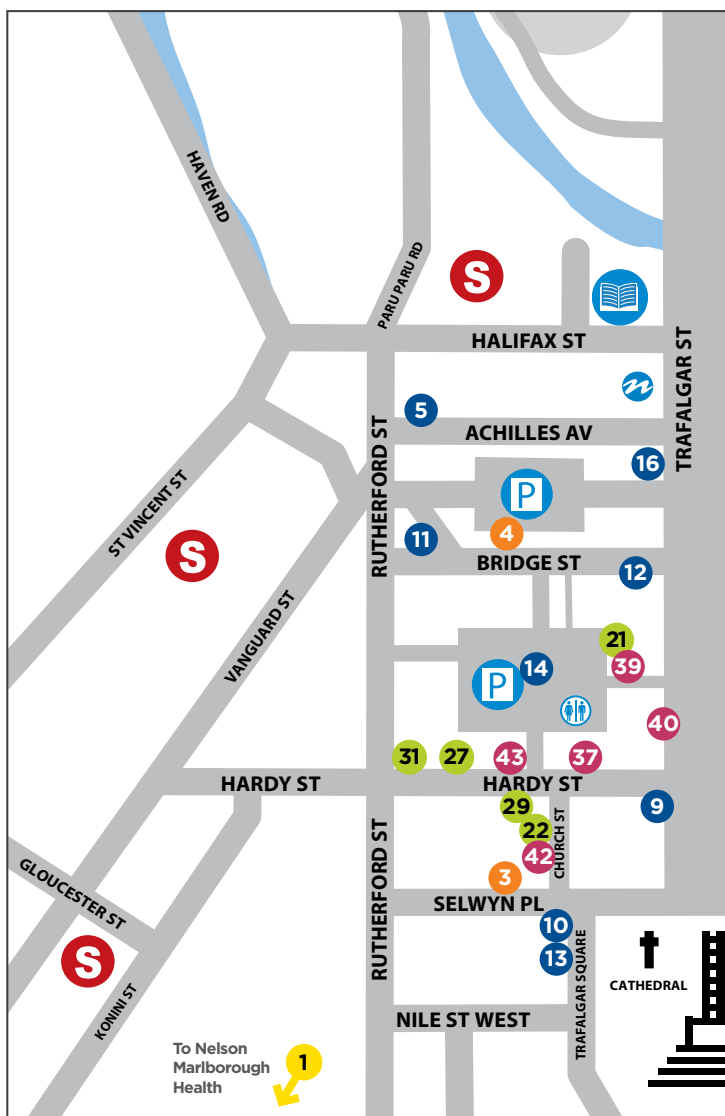 HAVEN RD
PARU PARU RD
S
HALIFAX ST
TRAFALGAR ST
n
5
ACHILLES AV
16
RUTHERFORD ST
P
ST VINCENT ST
4
11
S
BRIDGE ST
12
VANGUARD ST
21
39
14
P
40
31
27
43
37
HARDY ST
HARDY ST
29
9
22
CHURCH ST
42
RUTHERFORD ST
3
GLOUCESTER ST
SELWYN PL
10
S
13
TRAFALGAR SQUARE
CATHEDRAL
KONINI ST
NILE ST WEST
To Nelson
Marlborough
Health
1